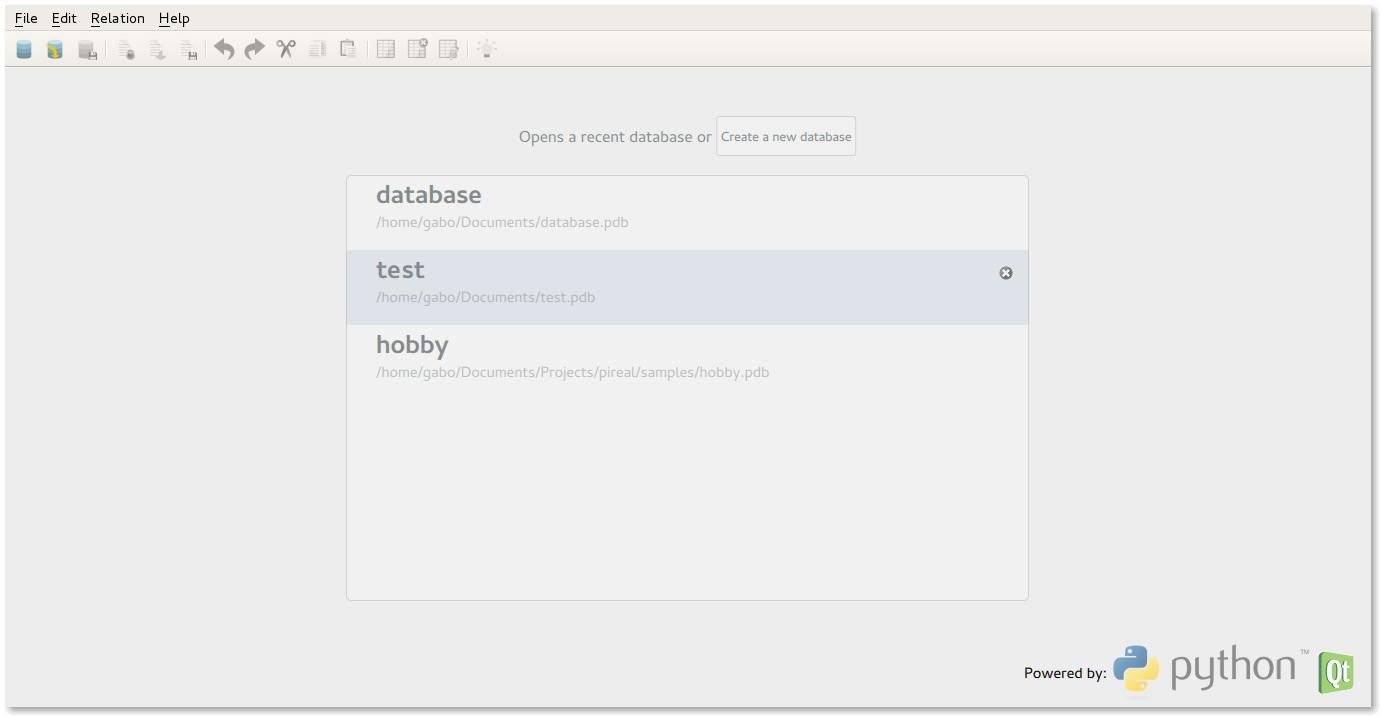 File Edit Relation Help
Opens a recent database or Create a new database
database
/home/gabo/Documents/database.pdb
test
/home/gabo/Documents/test.pdb
hobby
/home/gabo/Documents/Projects/pireal/samples/hobby.pdb
Powered by: python™ Qt